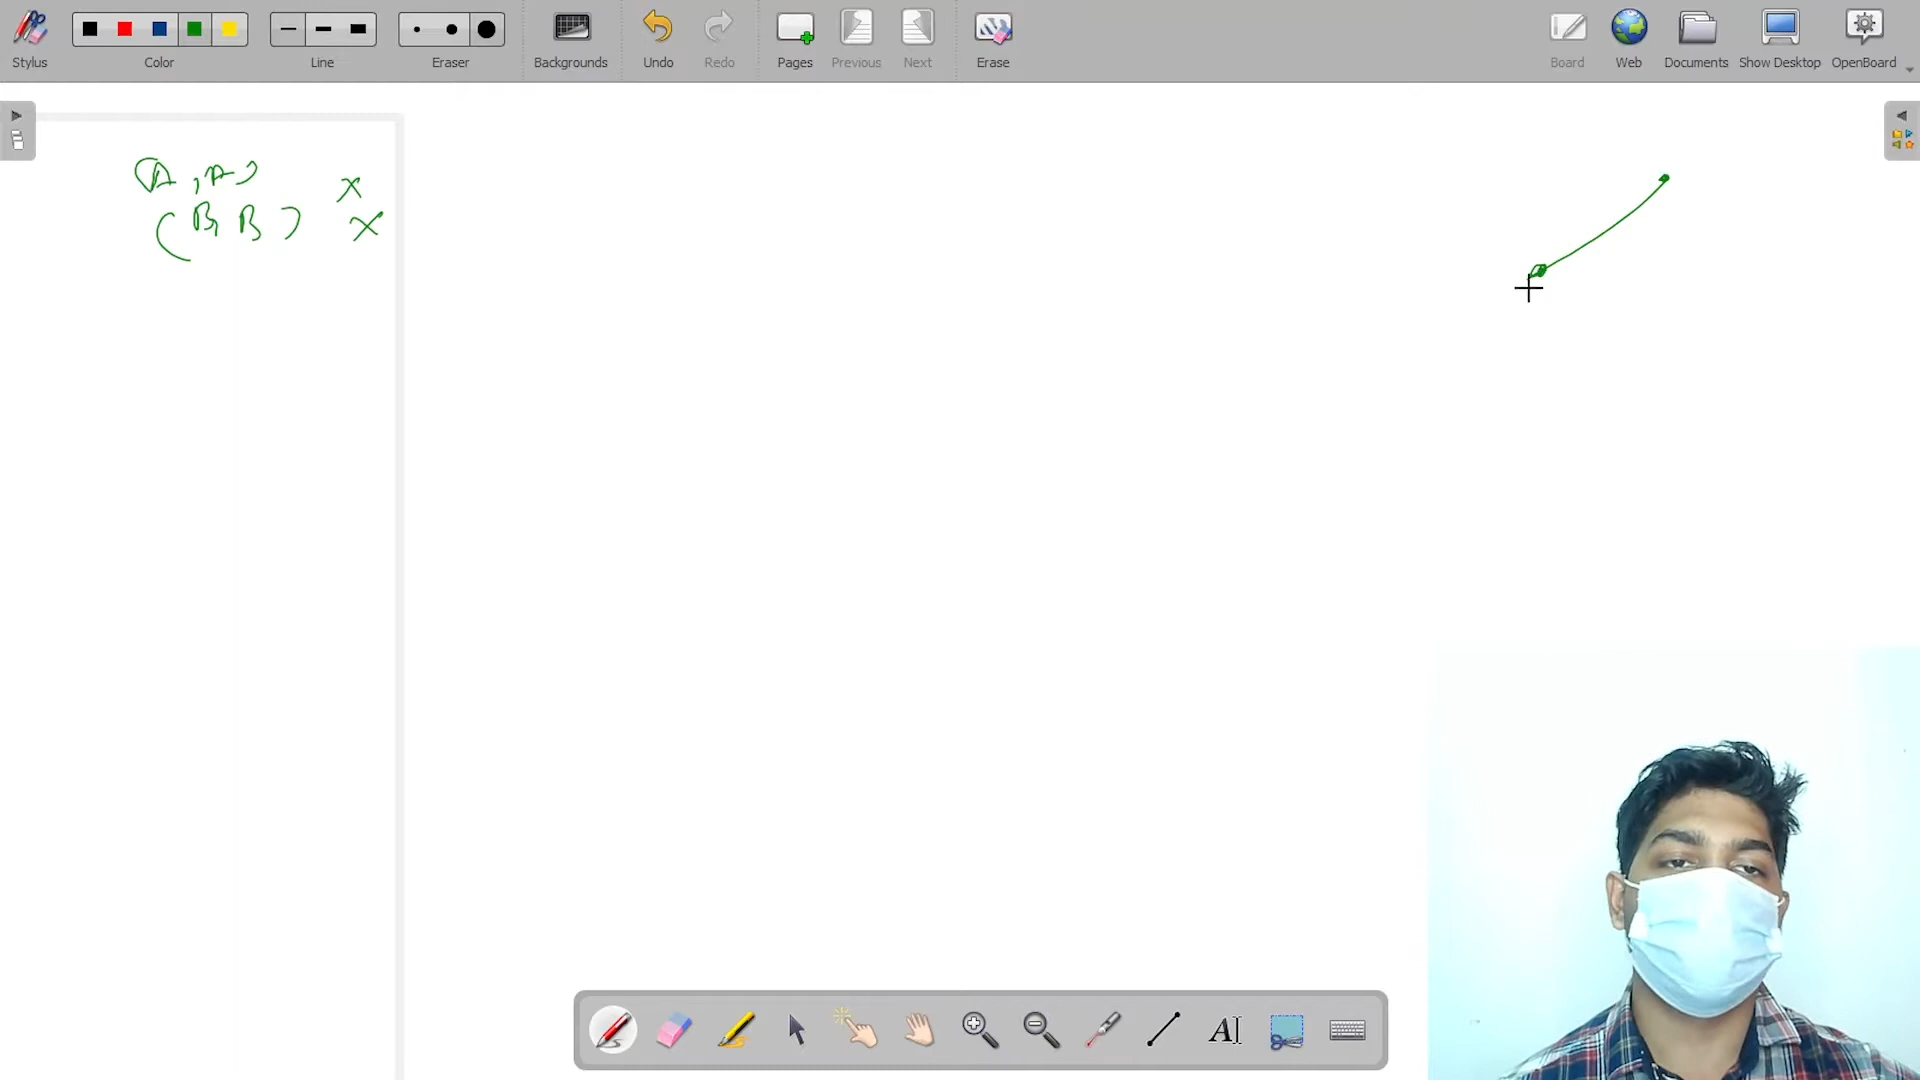 Stylus
Color
Line
Eraser
Backgrounds
Undo
Redo
Pages
Previous
Next
Erase
Board
Web
Documents
Show Desktop
OpenBoard
(A, A) x
(B, B) x
A